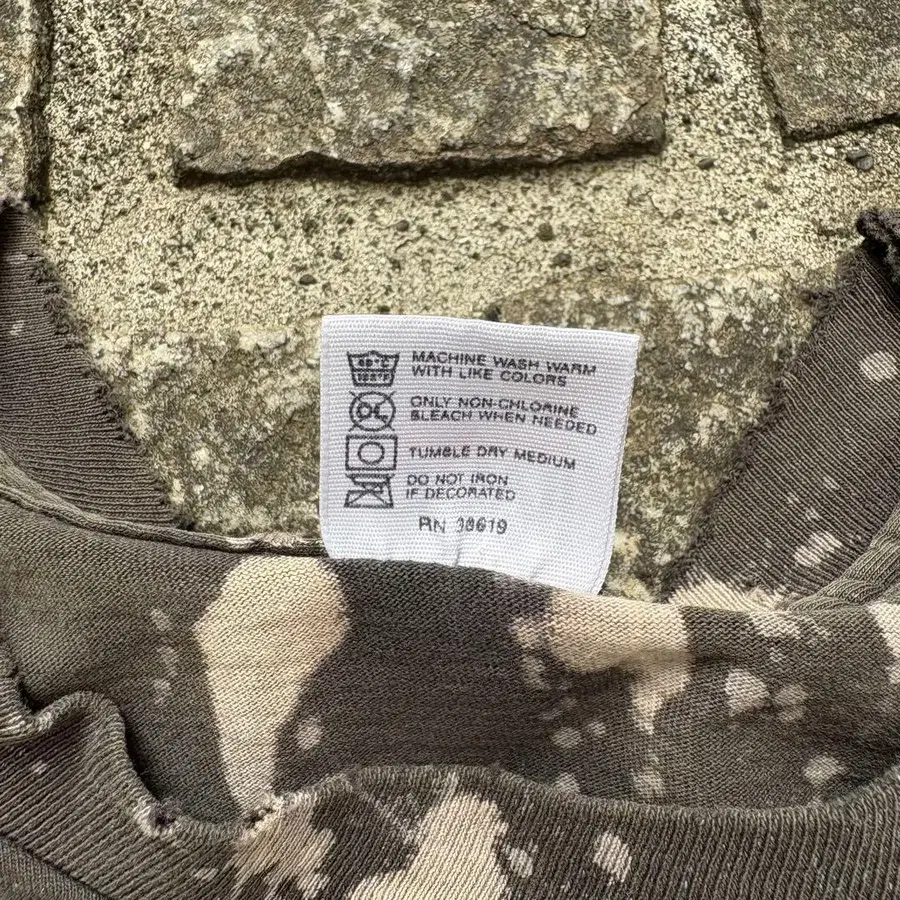 MACHINE WASH WARM
WITH LIKE COLORS
ONLY NON-CHLORINE
BLEACH WHEN NEEDED
TUMBLE DRY MEDIUM
DO NOT IRON
IF DECORATED
RN